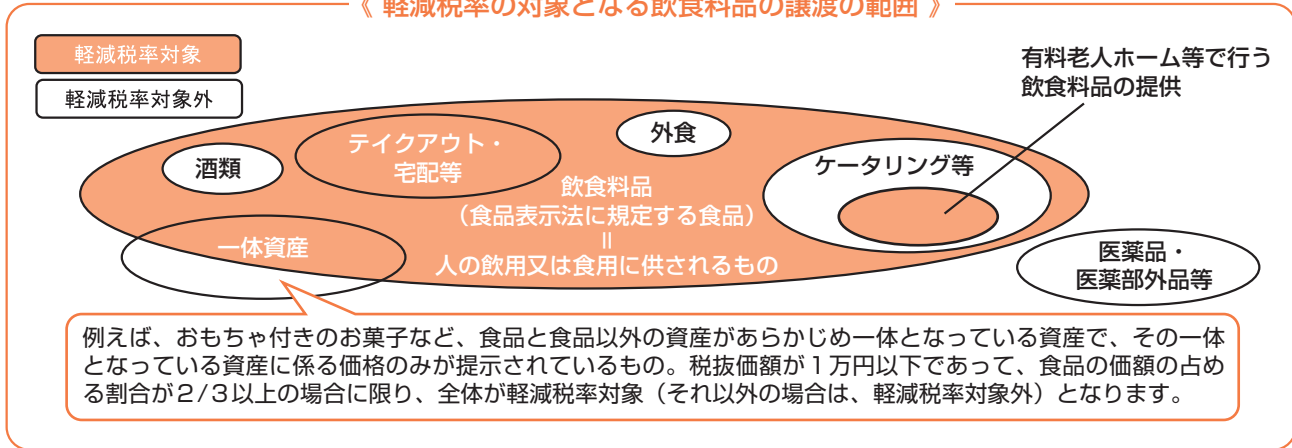 《 軽減税率の対象となる飲食料品の譲渡の範囲 》
軽減税率対象
軽減税率対象外
有料老人ホーム等で行う
飲食料品の提供
酒類
テイクアウト・
宅配等
外食
ケータリング等
飲食料品
（食品表示法に規定する食品）
＝
人の飲用又は食用に供されるもの
一体資産
医薬品・
医薬部外品等
例えば、おもちゃ付きのお菓子など、食品と食品以外の資産があらかじめ一体となっている資産で、その一体
となっている資産に係る価格のみが提示されているもの。税抜価額が１万円以下であって、食品の価額の占め
る割合が２/３以上の場合に限り、全体が軽減税率対象（それ以外の場合は、軽減税率対象外）となります。